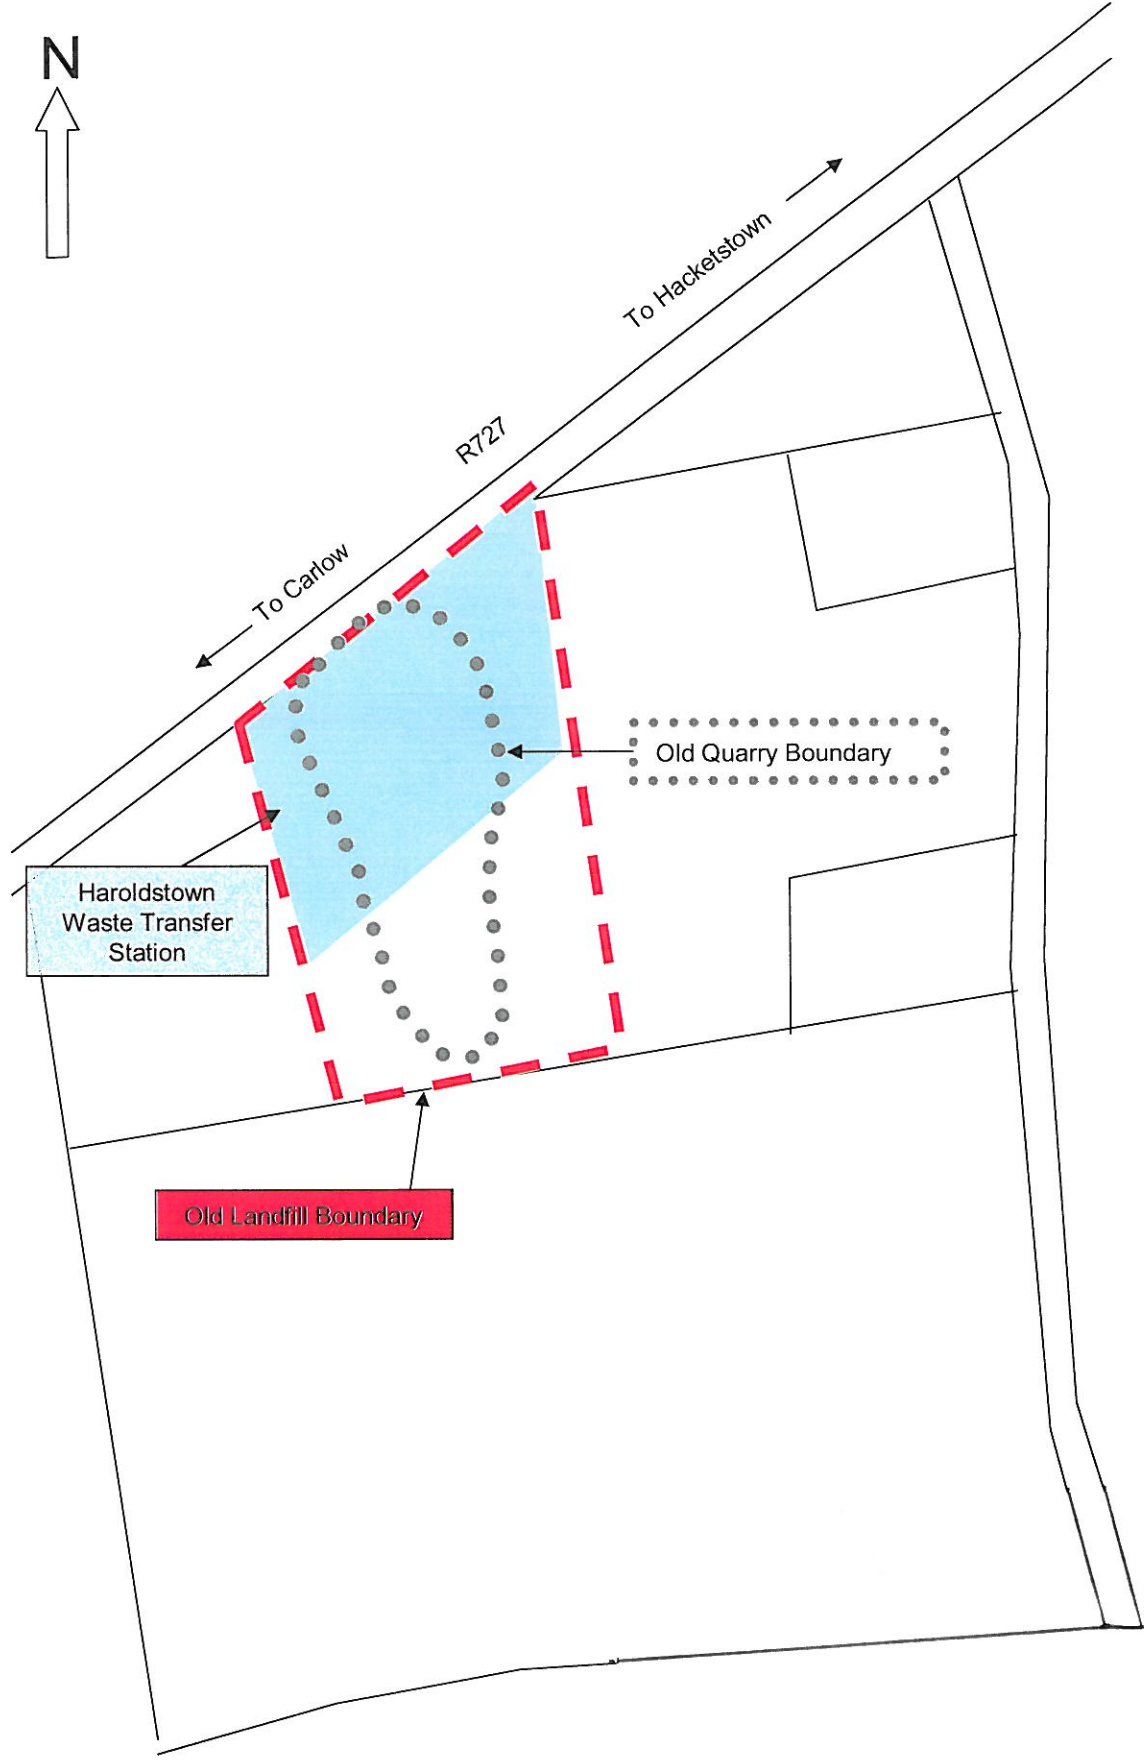 N
To Hacketstown
R727
To Carlow
Old Quarry Boundary
Haroldstown
Waste Transfer
Station
Old Landfill Boundary